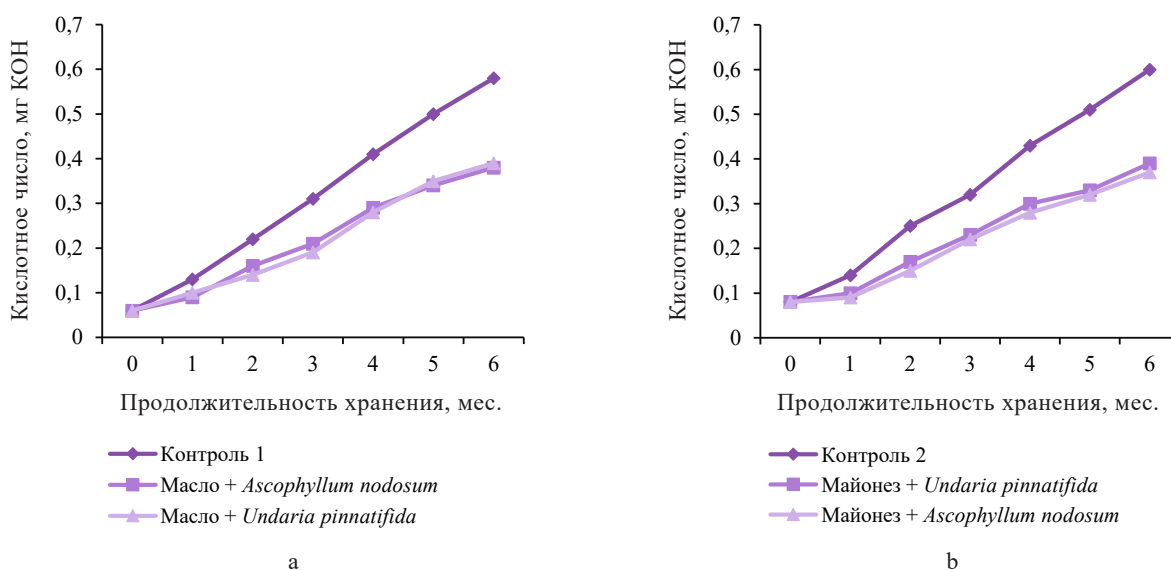 Кислотное число, мг КОН
0,7
0,6
0,5
0,4
0,3
0,2
0,1
0
0 1 2 3 4 5 6
Продолжительность хранения, мес.
Контроль 1
Масло + Ascophyllum nodosum
Масло + Undaria pinnatifida
а
Кислотное число, мг КОН
0,7
0,6
0,5
0,4
0,3
0,2
0,1
0
0 1 2 3 4 5 6
Продолжительность хранения, мес.
Контроль 2
Майонез + Undaria pinnatifida
Майонез + Ascophyllum nodosum
b